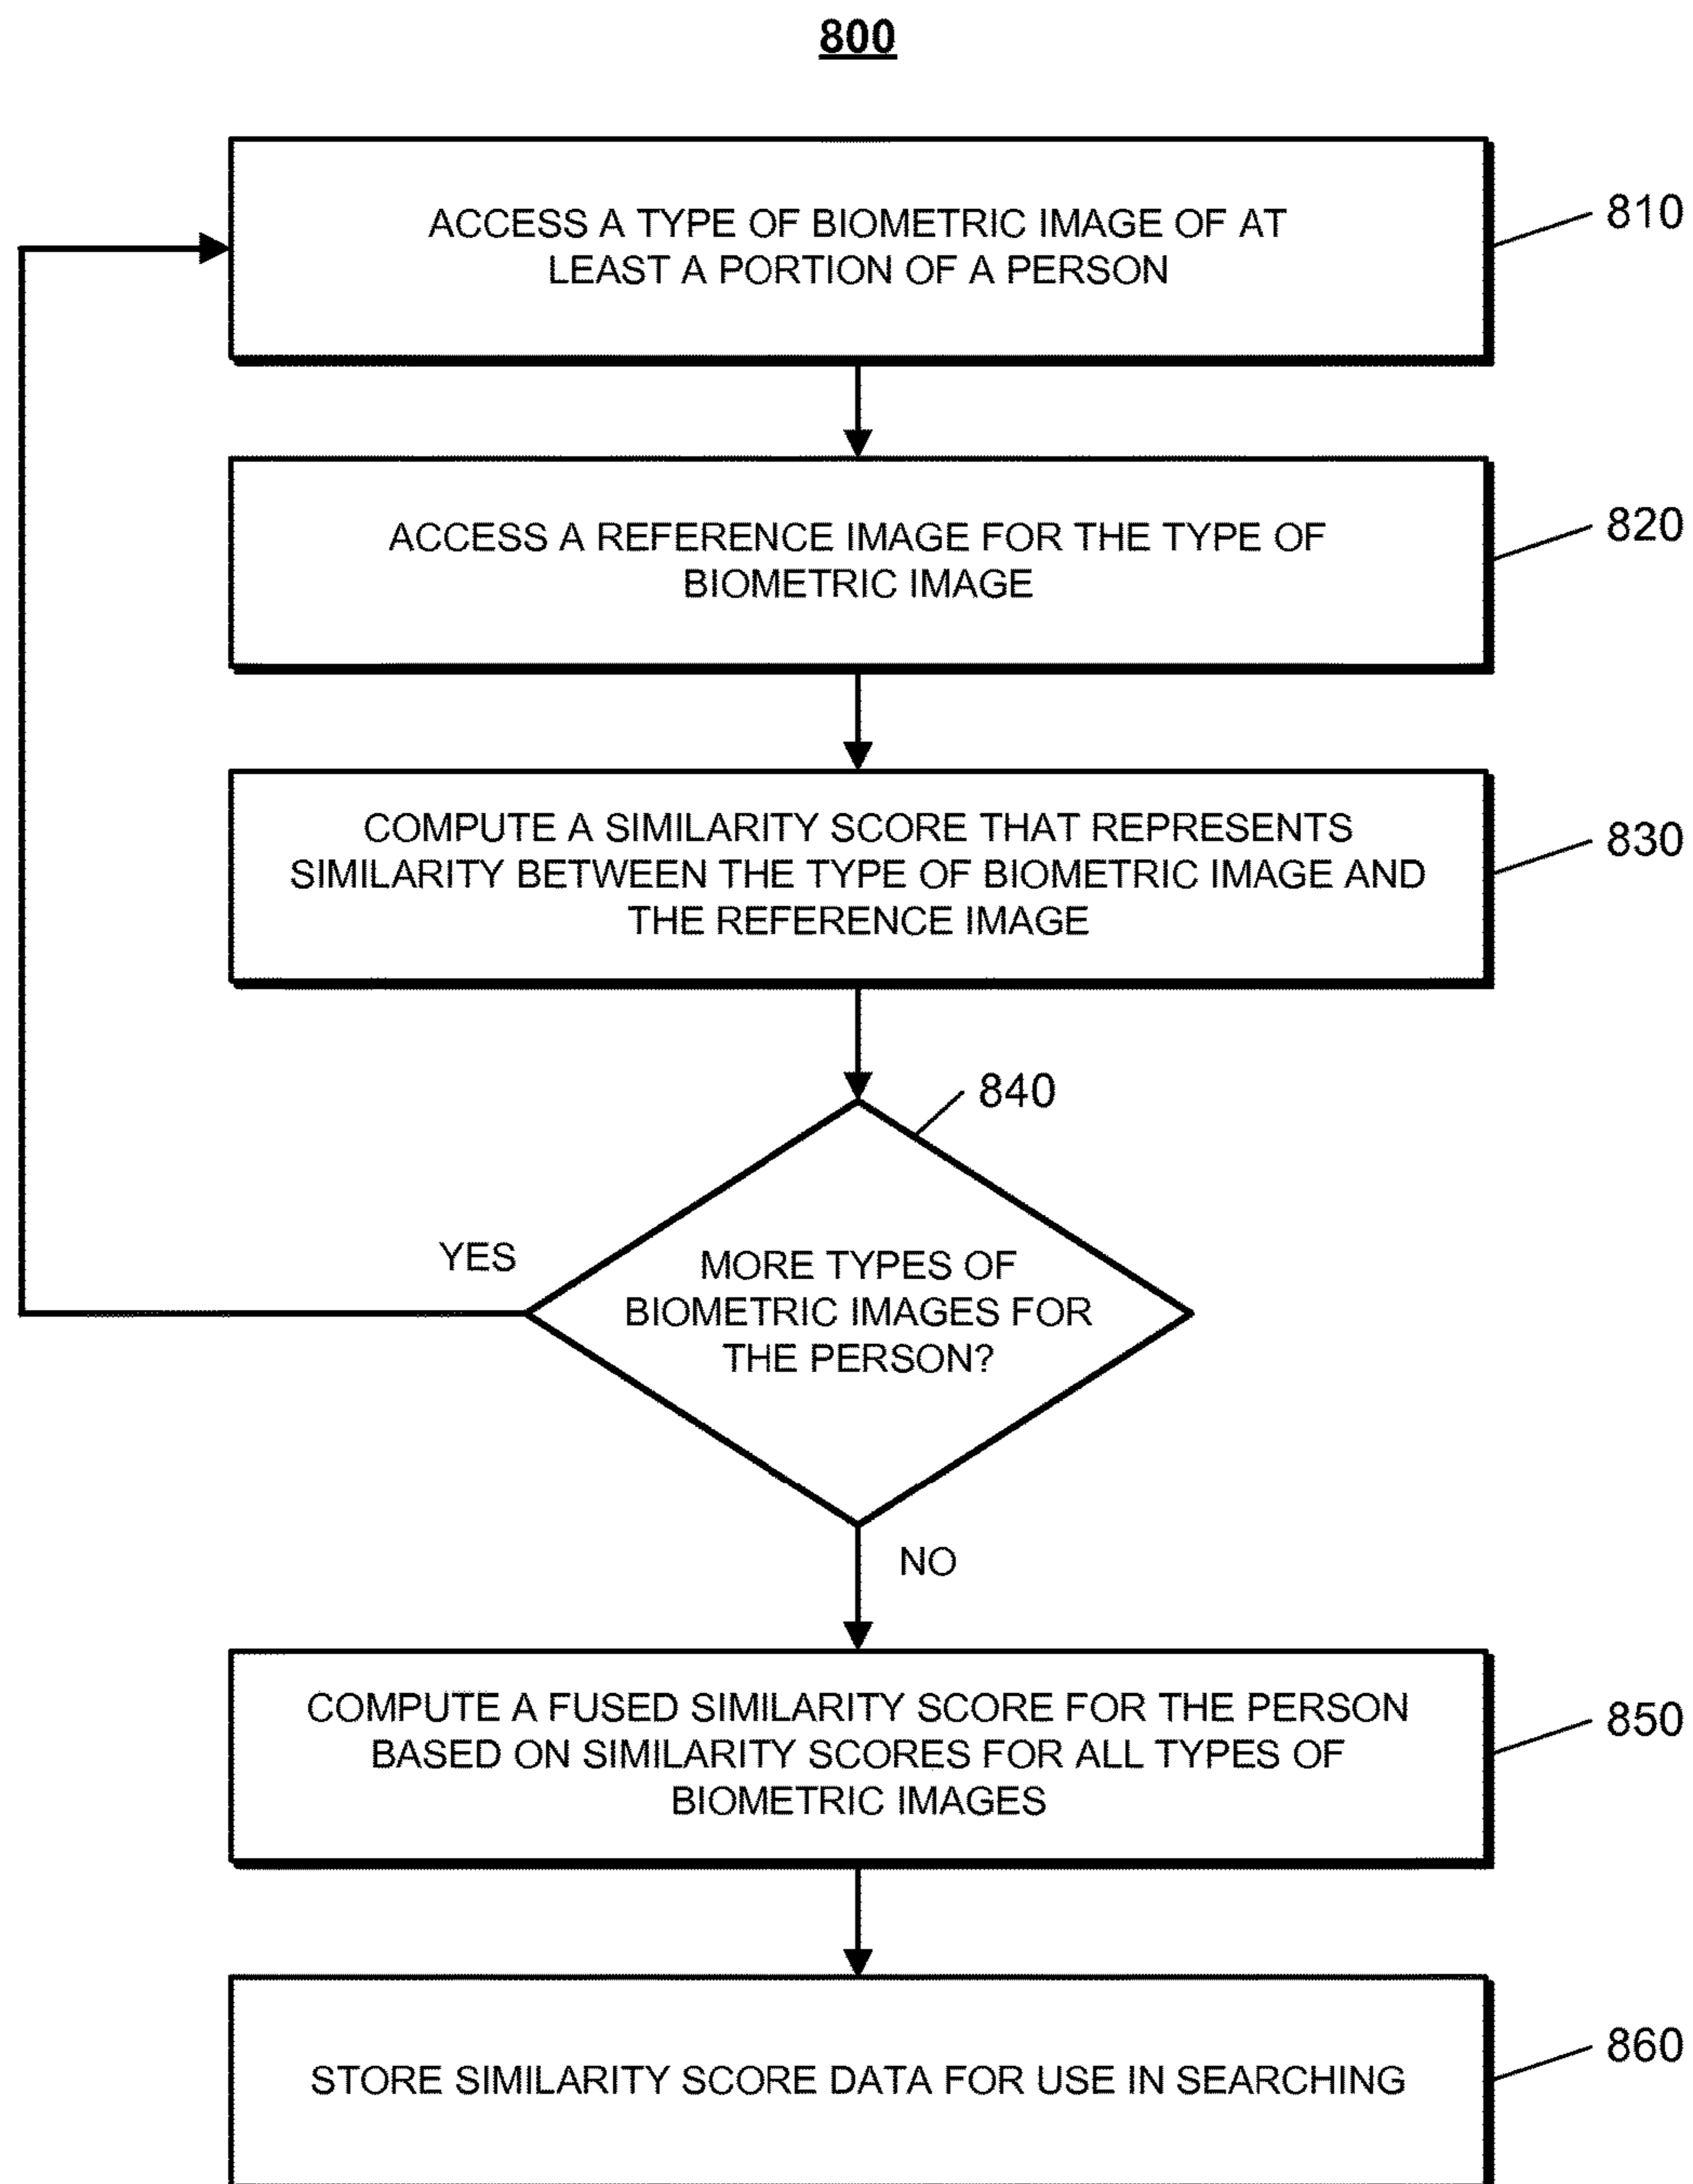 800
ACCESS A TYPE OF BIOMETRIC IMAGE OF AT
LEAST A PORTION OF A PERSON
810
ACCESS A REFERENCE IMAGE FOR THE TYPE OF
BIOMETRIC IMAGE
820
COMPUTE A SIMILARITY SCORE THAT REPRESENTS
SIMILARITY BETWEEN THE TYPE OF BIOMETRIC IMAGE AND
THE REFERENCE IMAGE
830
840
YES
MORE TYPES OF
BIOMETRIC IMAGES FOR
THE PERSON?
NO
COMPUTE A FUSED SIMILARITY SCORE FOR THE PERSON
BASED ON SIMILARITY SCORES FOR ALL TYPES OF
BIOMETRIC IMAGES
850
STORE SIMILARITY SCORE DATA FOR USE IN SEARCHING
860